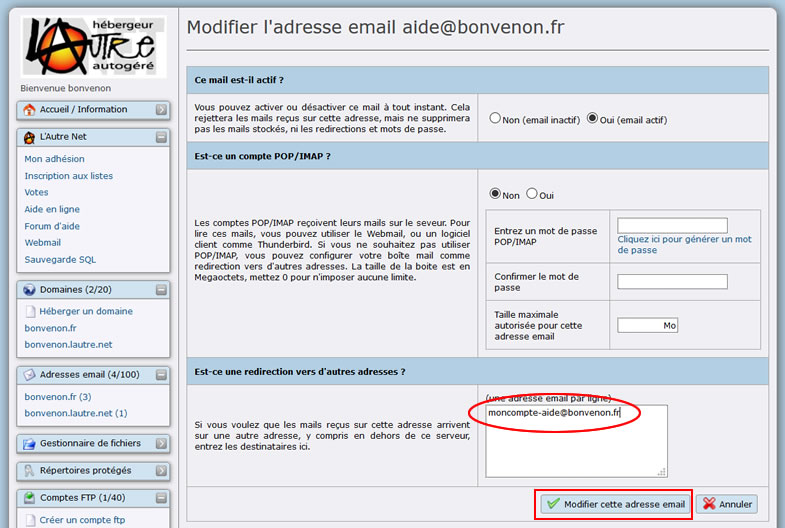 hébergeur
L'AUTRE
autogéré
Bienvenue bonvenon
Accueil / Information
L'Autre Net
Mon adhésion
Inscription aux listes
Votes
Aide en ligne
Forum d'aide
Webmail
Sauvegarde SQL
Domaines (2/20)
Héberger un domaine
bonvenon.fr
bonvenon.lautre.net
Adresses email (4/100)
bonvenon.fr (3)
bonvenon.lautre.net (1)
Gestionnaire de fichiers
Répertoires protégés
Comptes FTP (1/40)
Créer un compte ftp
Modifier l'adresse email aide@bonvenon.fr
Ce mail est-il actif ?
Vous pouvez activer ou désactiver ce mail à tout instant. Cela
rejettera les mails reçus sur cette adresse, mais ne supprimera
pas les mails stockés, ni les redirections et mots de passe.
Non (email inactif) Oui (email actif)
Est-ce un compte POP/IMAP ?
Les comptes POP/IMAP reçoivent leurs mails sur le seveur. Pour
lire ces mails, vous pouvez utiliser le Webmail, ou un logiciel
client comme Thunderbird. Si vous ne souhaitez pas utiliser
POP/IMAP, vous pouvez configurer votre boîte mail comme
redirection vers d'autres adresses. La taille de la boite est en
Megaoctets, mettez 0 pour n'imposer aucune limite.
Non Oui
Entrez un mot de passe
POP/IMAP
Cliquez ici pour générer un mot
de passe
Confirmer le mot de
passe
Taille maximale
autorisée pour cette
adresse email
Mo
Est-ce une redirection vers d'autres adresses ?
Si vous voulez que les mails reçus sur cette adresse arrivent
sur une autre adresse, y compris en dehors de ce serveur,
entrez les destinataires ici.
(une adresse email par ligne)
moncompte-aide@bonvenon.fr
Modifier cette adresse email
Annuler